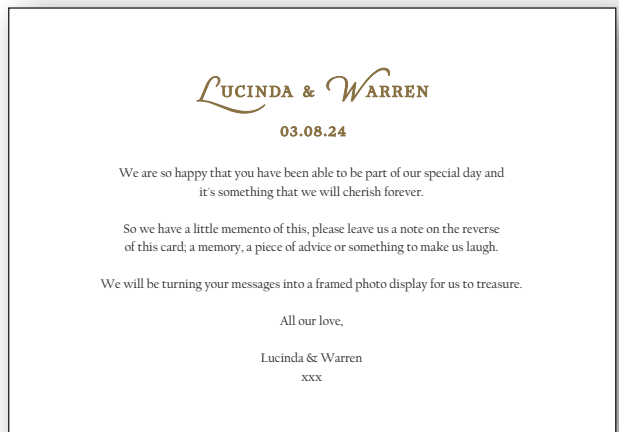 LUCINDA & WARREN
03.08.24
We are so happy that you have been able to be part of our special day and
it's something that we will cherish forever.
So we have a little memento of this, please leave us a note on the reverse
of this card; a memory, a piece of advice or something to make us laugh.
We will be turning your messages into a framed photo display for us to treasure.
All our love,
Lucinda & Warren
xxx